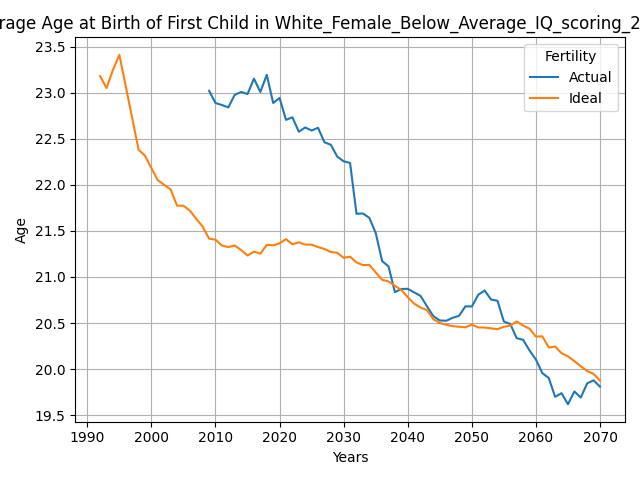 Average Age at Birth of First Child in White_Female_Below_Average_IQ_scoring_2
Fertility
Actual
Ideal
23.5
23.0
22.5
22.0
21.5
21.0
20.5
20.0
19.5
Age
1990 2000 2010 2020 2030 2040 2050 2060 2070
Years